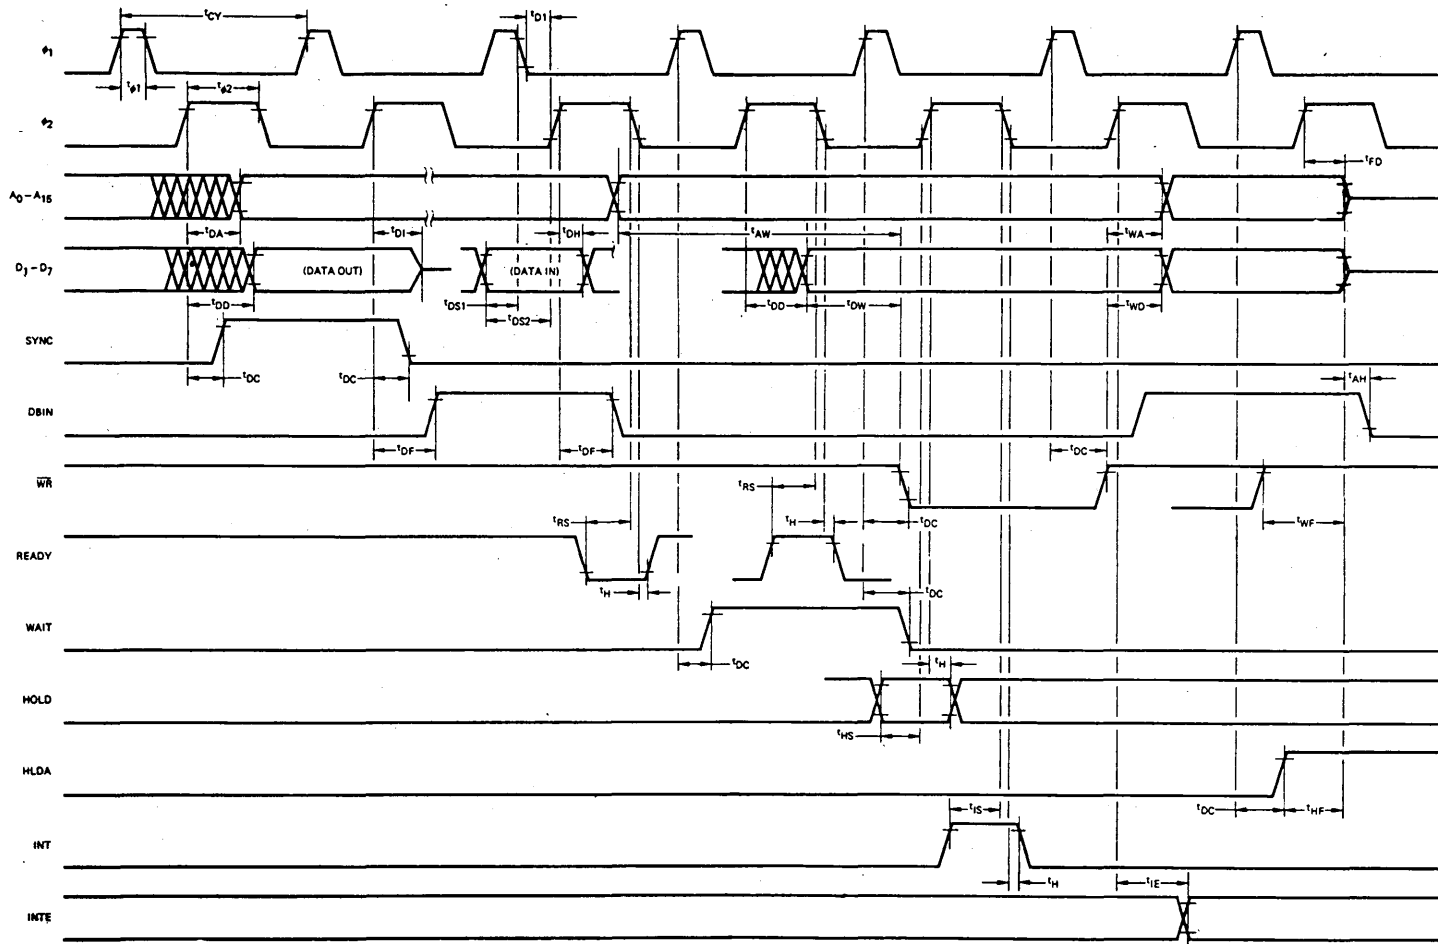 tCY
tD1
ϕ1
tϕ1
tϕ2
ϕ2
tFD
A0–A15
tDA
tDI
tDH
tAW
tWA
D1–D7
(DATA OUT)
(DATA IN)
tDD
tDS1
tDS2
tDD
tDW
tWD
SYNC
tDC
tDC
tAH
DBIN
tDF
tDF
tDC
WR
tRS
tRS
tH
tDC
tWF
READY
tH
tDC
WAIT
tDC
tH
HOLD
tHS
HLDA
tDC
tHF
tIS
INT
tH
tIE
INTE